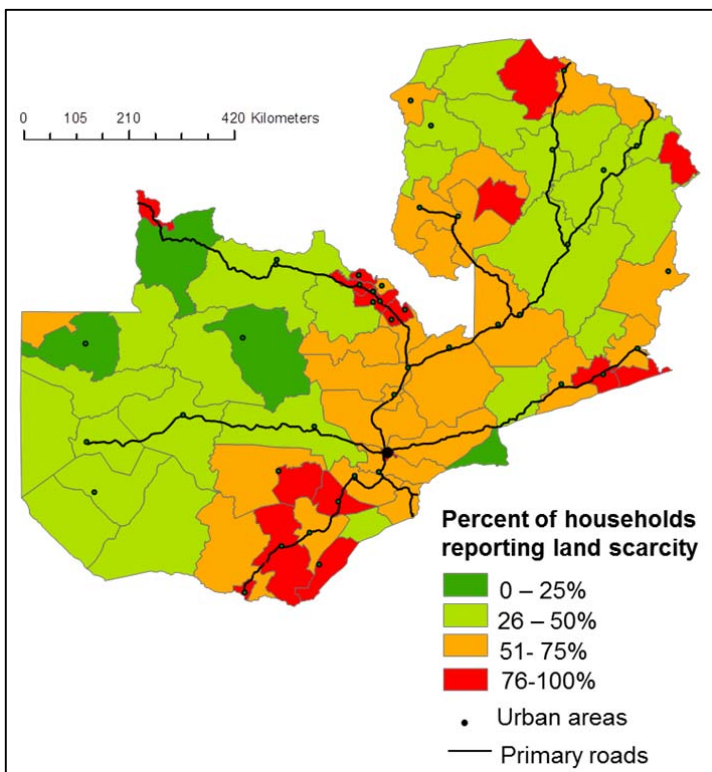 0 105 210 420 Kilometers
Percent of households
reporting land scarcity
0 – 25%
26 – 50%
51- 75%
76-100%
Urban areas
Primary roads